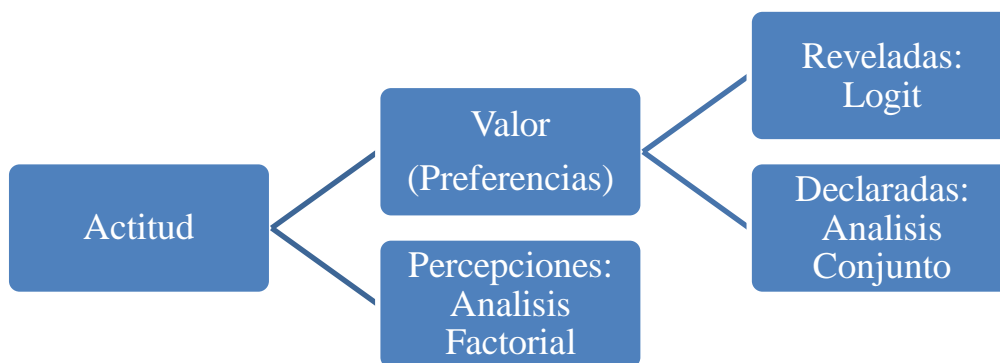 Actitud
Valor
(Preferencias)
Percepciones:
Analisis
Factorial
Reveladas:
Logit
Declaradas:
Analisis
Conjunto